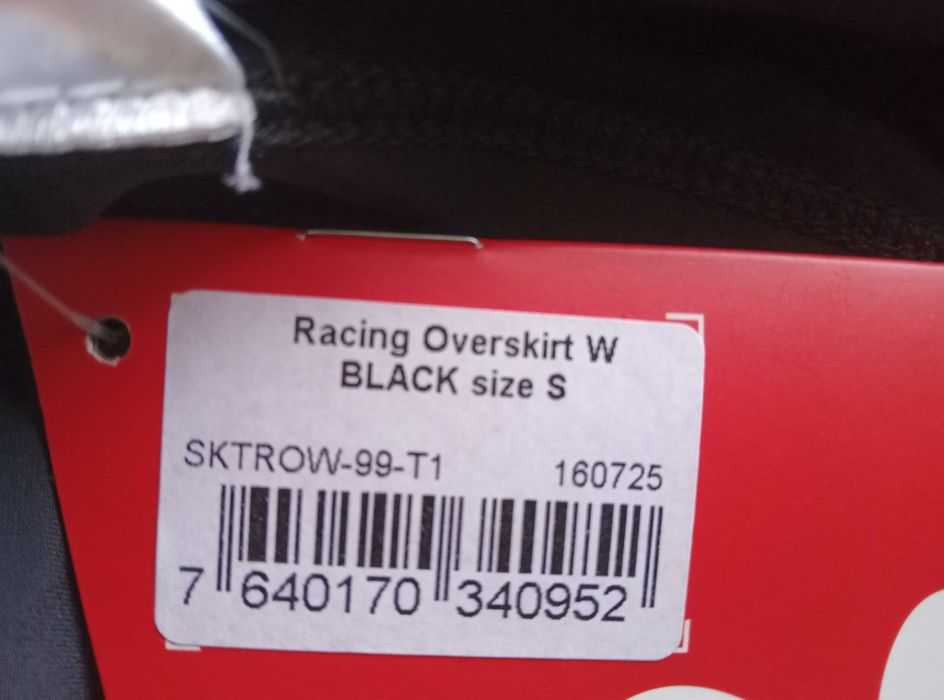 Racing Overskirt W
BLACK size S
SKTROW-99-T1 160725
7 640170 340952